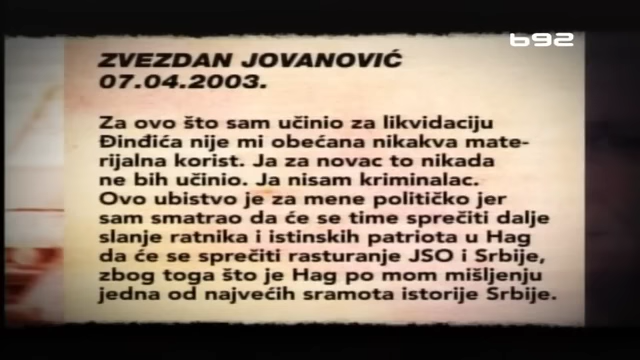 b92
ZVEZDAN JOVANOVIĆ
07.04.2003.
Za ovo što sam učinio za likvidaciju
Đinđića nije mi obećana nikakva mate-
rijalna korist. Ja za novac to nikada
ne bih učinio. Ja nisam kriminalac.
Ovo ubistvo je za mene političko jer
sam smatrao da će se time sprečiti dalje
slanje ratnika i istinskih patriota u Hag
da će se sprečiti rasturanje JSO i Srbije,
zbog toga što je Hag po mom mišljenju
jedna od najvećih sramota istorije Srbije.